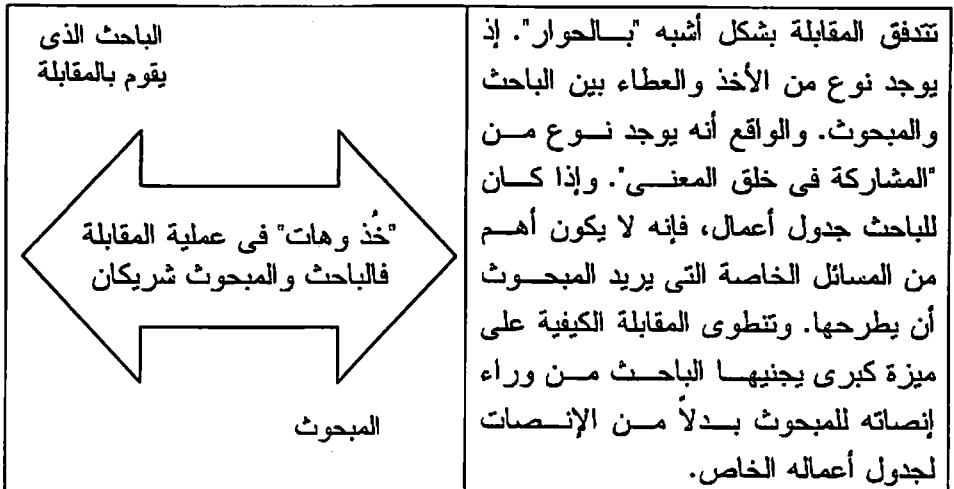 تتدفق المقابلة بشكل أشبه "بالحوار". إذ
يوجد نوع من الأخذ والعطاء بين الباحث
والمبحوث. والواقع أنه يوجد نوع من
"المشاركة فى خلق المعنى". وإذا كان
للباحث جدول أعمال، فإنه لا يكون أهم
من المسائل الخاصة التى يريد المبحوث
أن يطرحها. وتنطوى المقابلة الكيفية على
ميزة كبرى يجنيها الباحث من وراء
إنصاته للمبحوث بدلاً من الإنصات
لجدول أعماله الخاص.
الباحث الذى
يقوم بالمقابلة
"خُذ وهات" فى عملية المقابلة
فالباحث والمبحوث شريكان
المبحوث